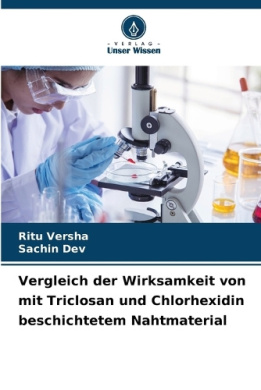 - VERLAG -
Unser Wissen
Ritu Versha
Sachin Dev
Vergleich der Wirksamkeit von
mit Triclosan und Chlorhexidin
beschichtetem Nahtmaterial